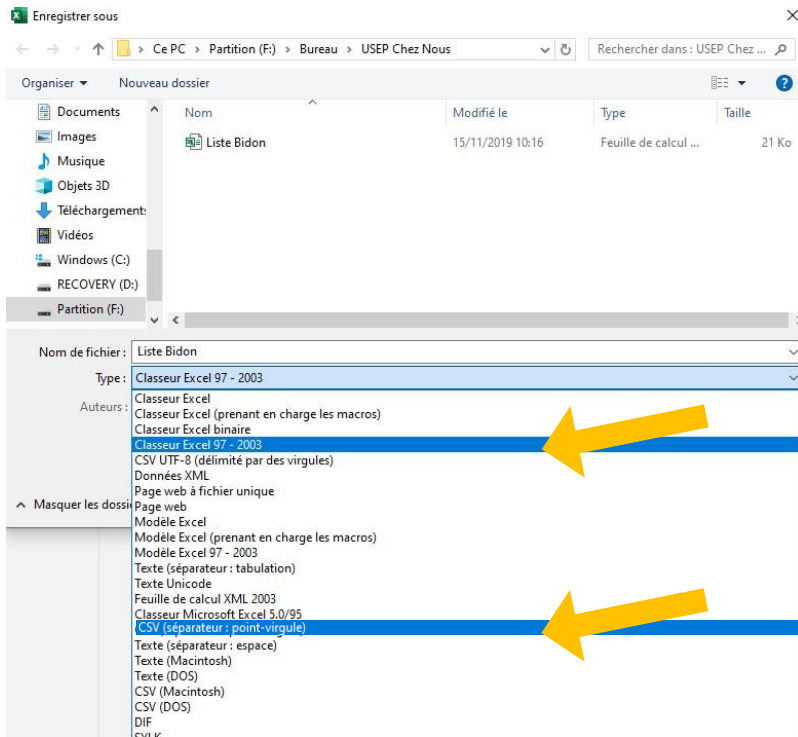 Enregistrer sous
Ce PC > Partition (F:) > Bureau > USEP Chez Nous
Rechercher dans : USEP Chez ...
Organiser
Nouveau dossier
Nom Modifié le Type Taille
Documents
Images
Musique
Objets 3D
Téléchargements
Vidéos
Windows (C:)
RECOVERY (D:)
Partition (F:)
Liste Bidon 15/11/2019 10:16 Feuille de calcul ... 21 Ko
Nom de fichier : Liste Bidon
Type : Classeur Excel 97 - 2003
Auteurs :
Masquer les dossi
Classeur Excel
Classeur Excel (prenant en charge les macros)
Classeur Excel binaire
Classeur Excel 97 - 2003
CSV UTF-8 (délimité par des virgules)
Données XML
Page web à fichier unique
Page web
Modèle Excel
Modèle Excel (prenant en charge les macros)
Modèle Excel 97 - 2003
Texte (séparateur : tabulation)
Texte Unicode
Feuille de calcul XML 2003
Classeur Microsoft Excel 5.0/95
CSV (séparateur : point-virgule)
Texte (séparateur : espace)
Texte (Macintosh)
Texte (DOS)
CSV (Macintosh)
CSV (DOS)
DIF
SYLK